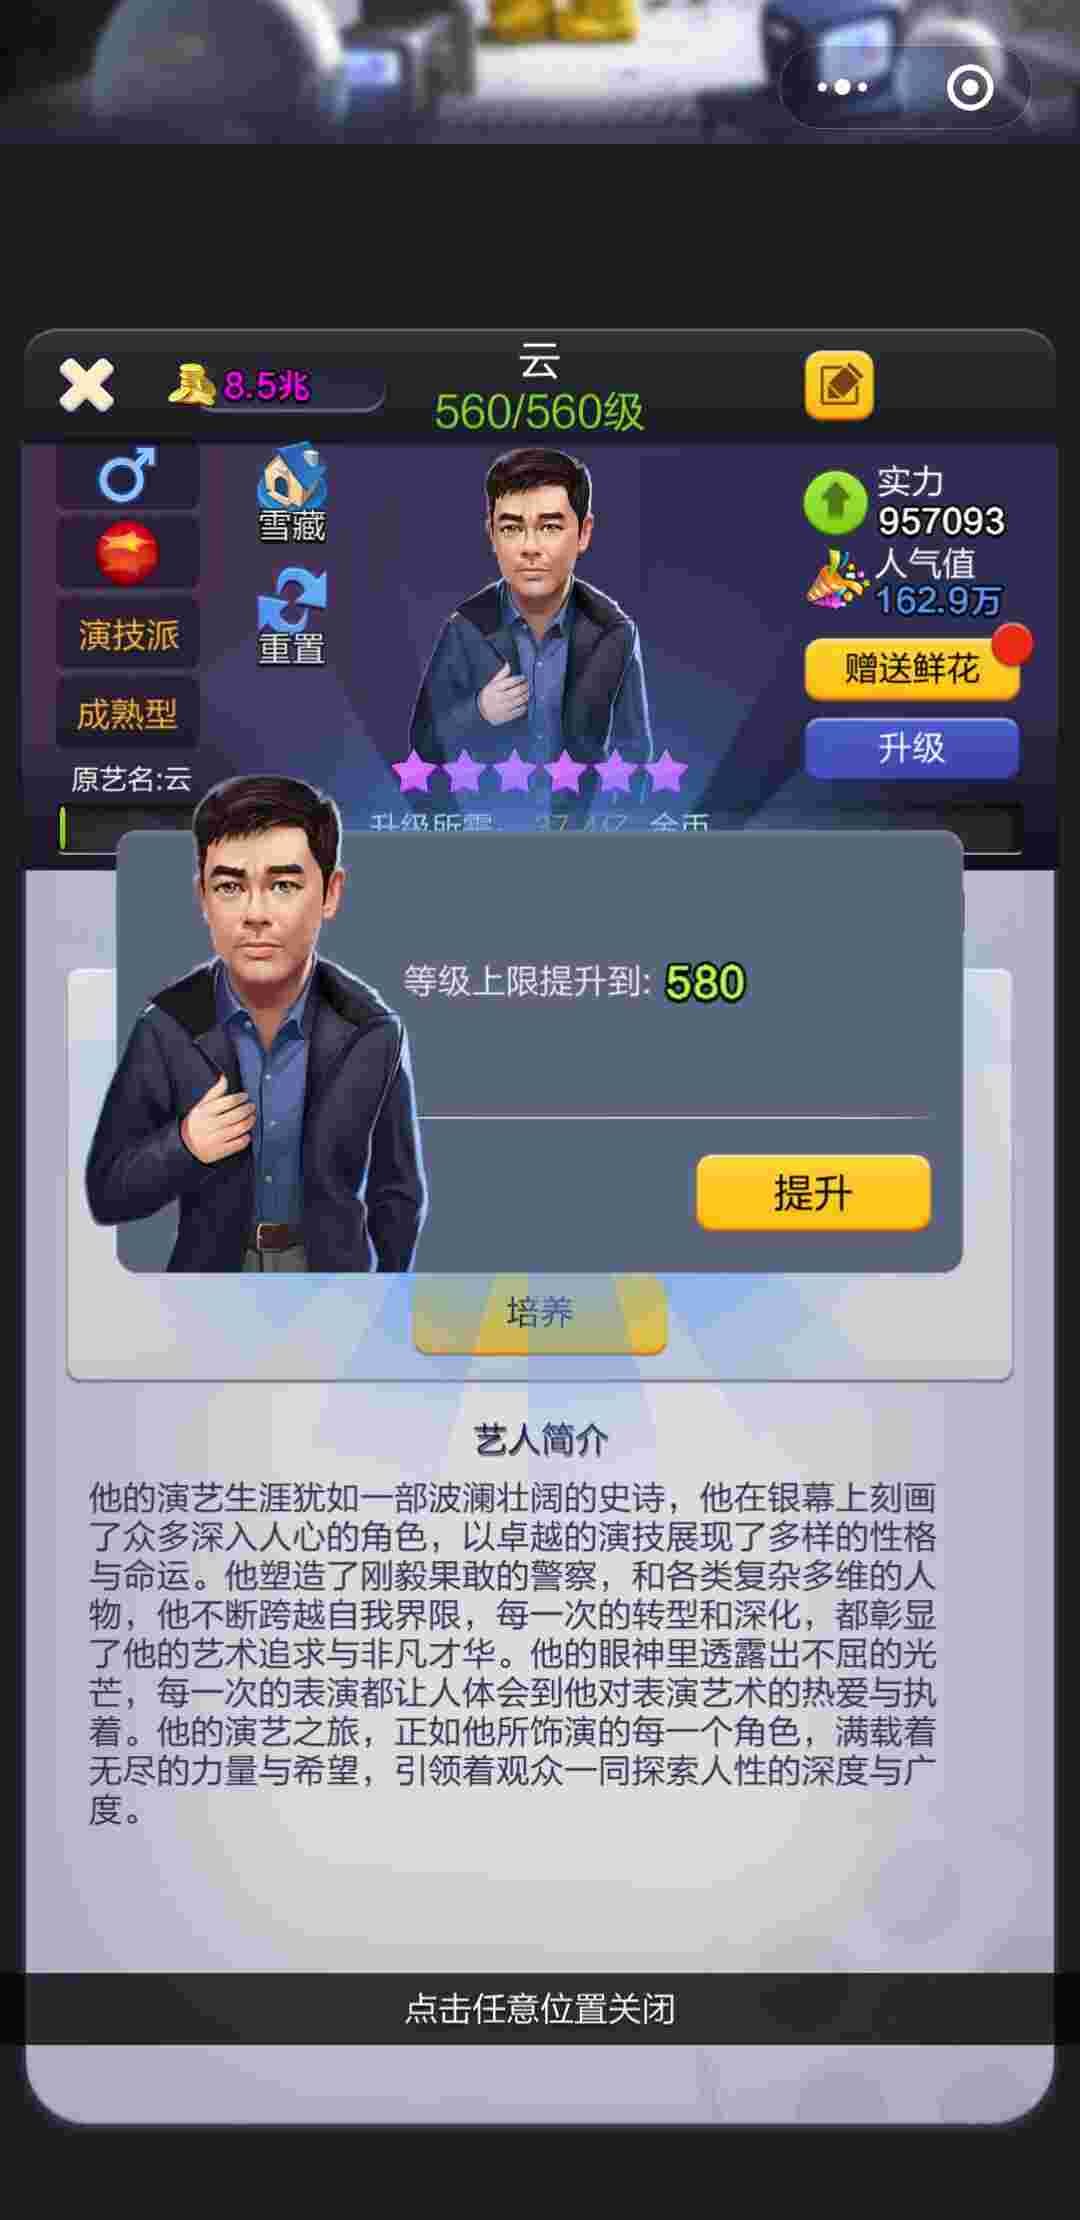 云
8.5兆
560/560级
雪藏
实力
957093
人气值
162.9万
演技派
重置
赠送鲜花
成熟型
升级
原艺名:云
升级所需: 37.4亿 金币
等级上限提升到: 580
提升
培养
艺人简介
他的演艺生涯犹如一部波澜壮阔的史诗，他在银幕上刻画
了众多深入人心的角色，以卓越的演技展现了多样的性格
与命运。他塑造了刚毅果敢的警察，和各类复杂多维的人
物，他不断跨越自我界限，每一次的转型和深化，都彰显
了他的艺术追求与非凡才华。他的眼神里透露出不屈的光
芒，每一次的表演都让人体会到他对表演艺术的热爱与执
着。他的演艺之旅，正如他所饰演的每一个角色，满载着
无尽的力量与希望，引领着观众一同探索人性的深度与广
度。
点击任意位置关闭